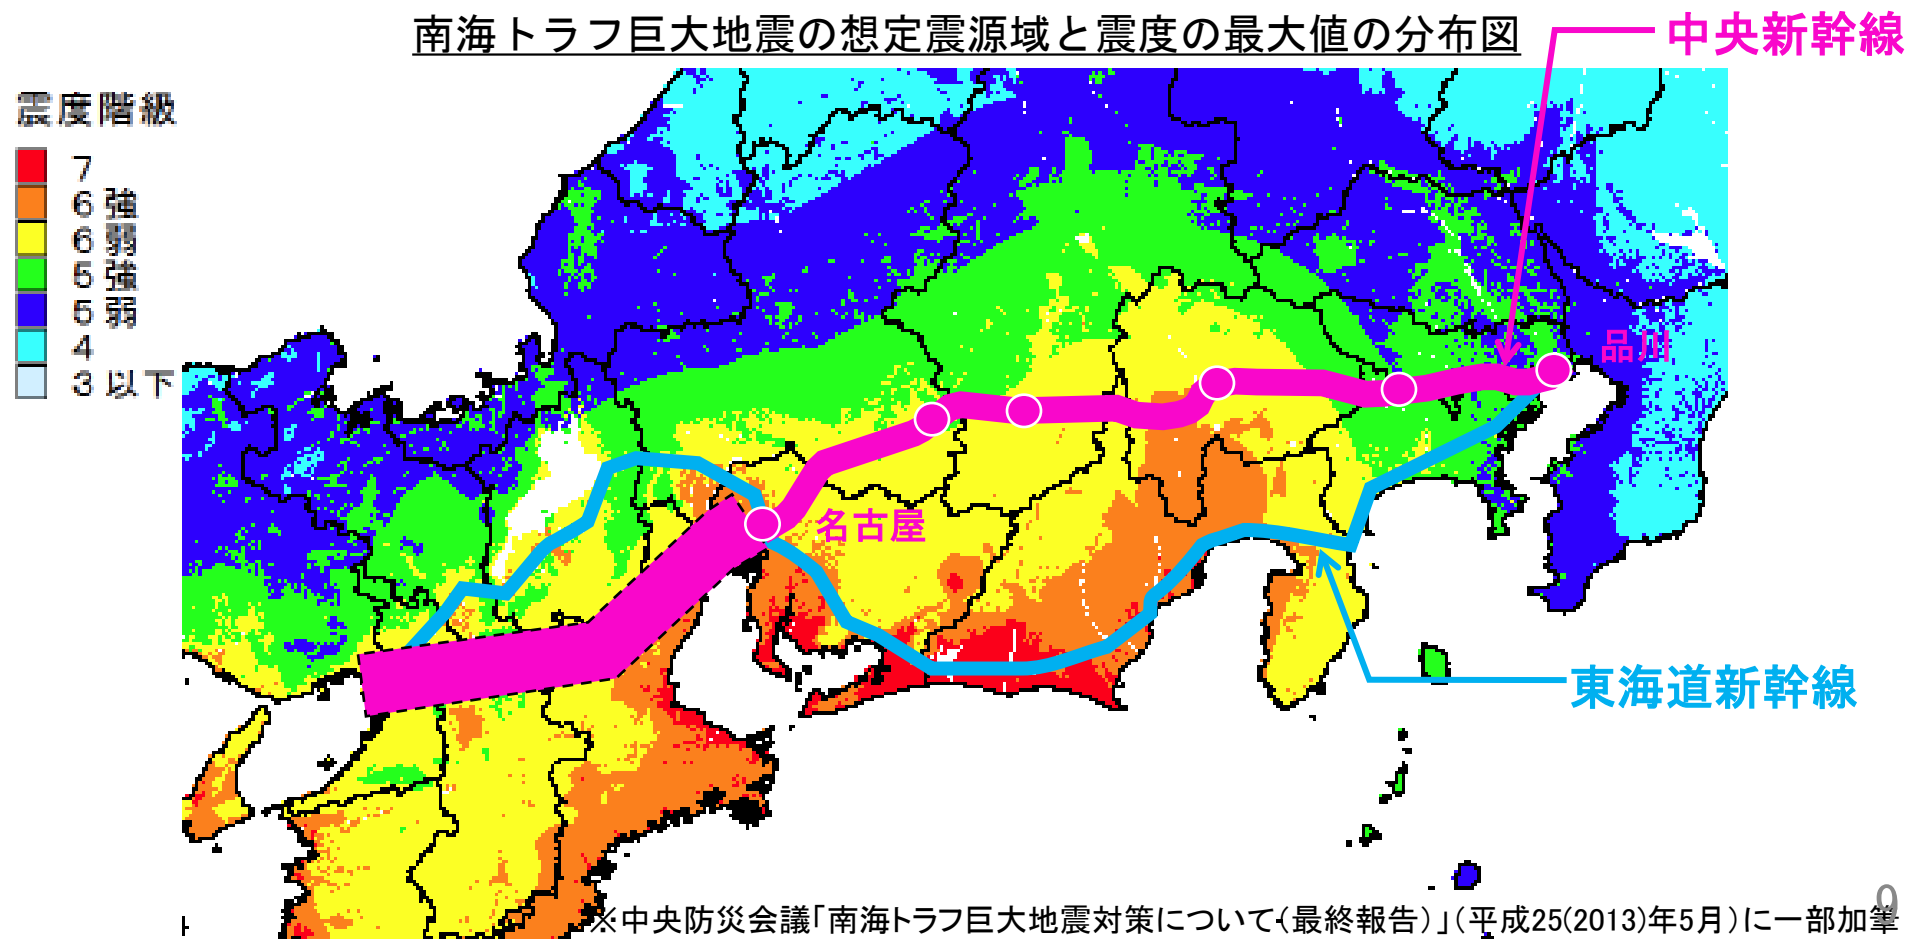 南海トラフ巨大地震の想定震源域と震度の最大値の分布図
中央新幹線
震度階級
7
6強
6弱
5強
5弱
4
3以下
品川
名古屋
東海道新幹線
※中央防災会議「南海トラフ巨大地震対策について(最終報告)」(平成25(2013)年5月)に一部加筆
9